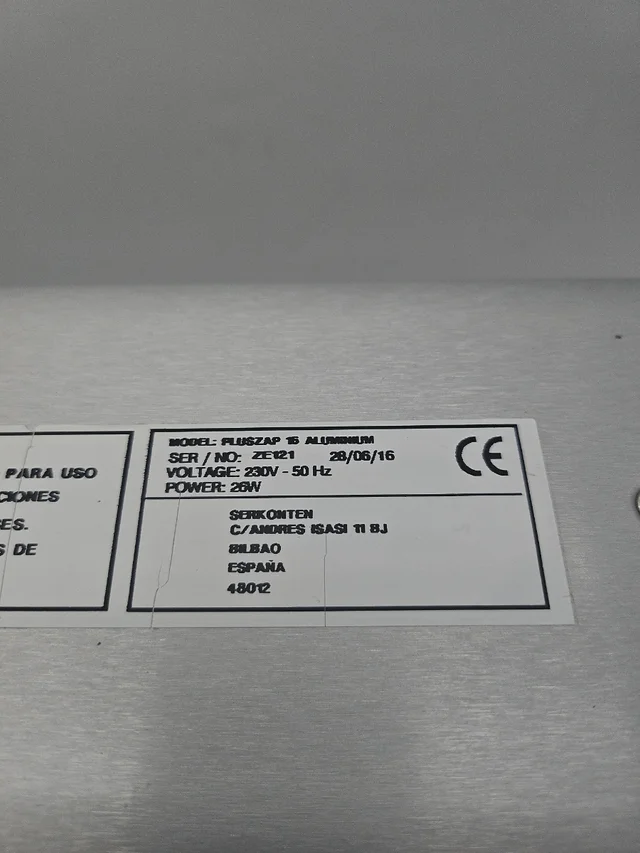 PARA USO
CIONES
ES.
S DE
MODEL: PLUSZAP 16 ALUMINIUM
SER / NO: ZE121 28/06/16
VOLTAGE: 230V - 50 Hz
POWER: 26W
CE
SERKONTEN
C/ANDRES ISASI 11 BJ
BILBAO
ESPAÑA
48012